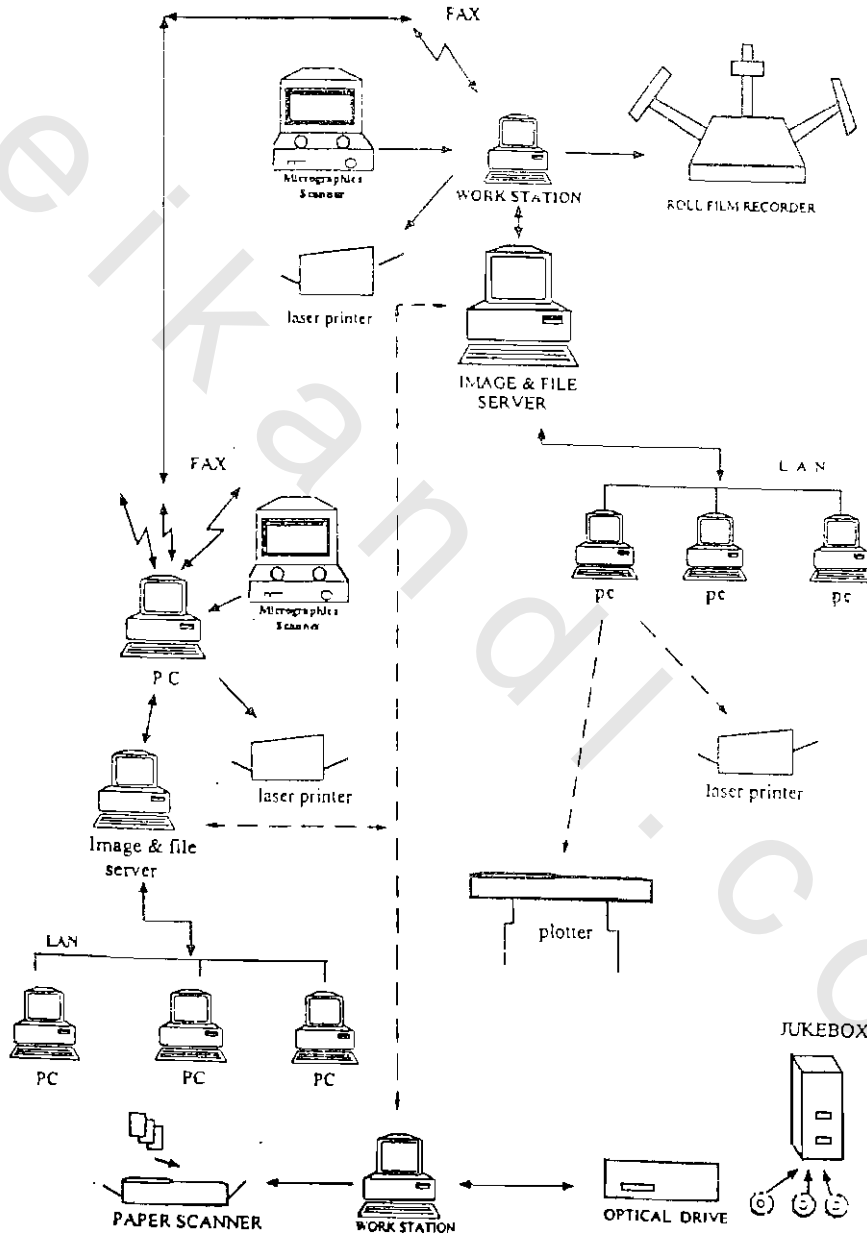 FAX
Micrographics
Scanner
WORK STATION
ROLL FILM RECORDER
laser printer
IMAGE & FILE
SERVER
FAX
LAN
Micrographics
Scanner
pc
pc
pc
PC
laser printer
laser printer
Image & file
server
plotter
LAN
PC
PC
PC
JUKEBOX
PAPER SCANNER
WORK STATION
OPTICAL DRIVE
eikandl.co